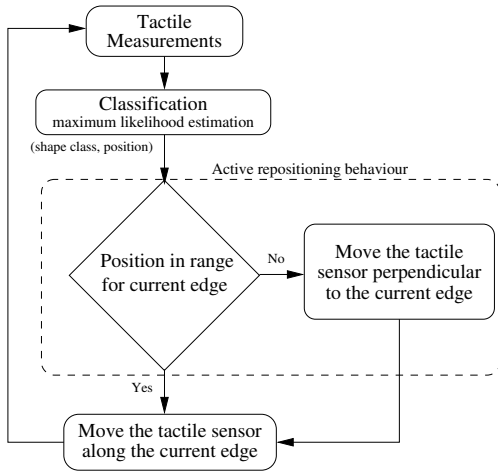 Tactile
Measurements
Classification
maximum likelihood estimation
(shape class, position)
Active repositioning behaviour
Position in range
for current edge
No
Move the tactile
sensor perpendicular
to the current edge
Yes
Move the tactile sensor
along the current edge